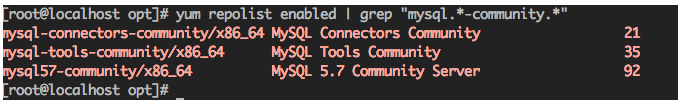 [root@localhost opt]# yum repolist enabled | grep "mysql.*-community.*"
mysql-connectors-community/x86_64 MySQL Connectors Community 21
mysql-tools-community/x86_64 MySQL Tools Community 35
mysql57-community/x86_64 MySQL 5.7 Community Server 92
[root@localhost opt]#